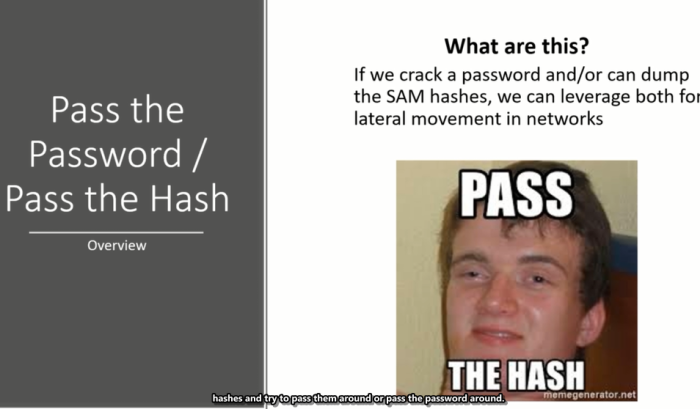 Pass the
Password /
Pass the Hash
Overview
What are this?
If we crack a password and/or can dump
the SAM hashes, we can leverage both for
lateral movement in networks
PASS
THE HASH
memegenerator.net
hashes and try to pass them around or pass the password around.